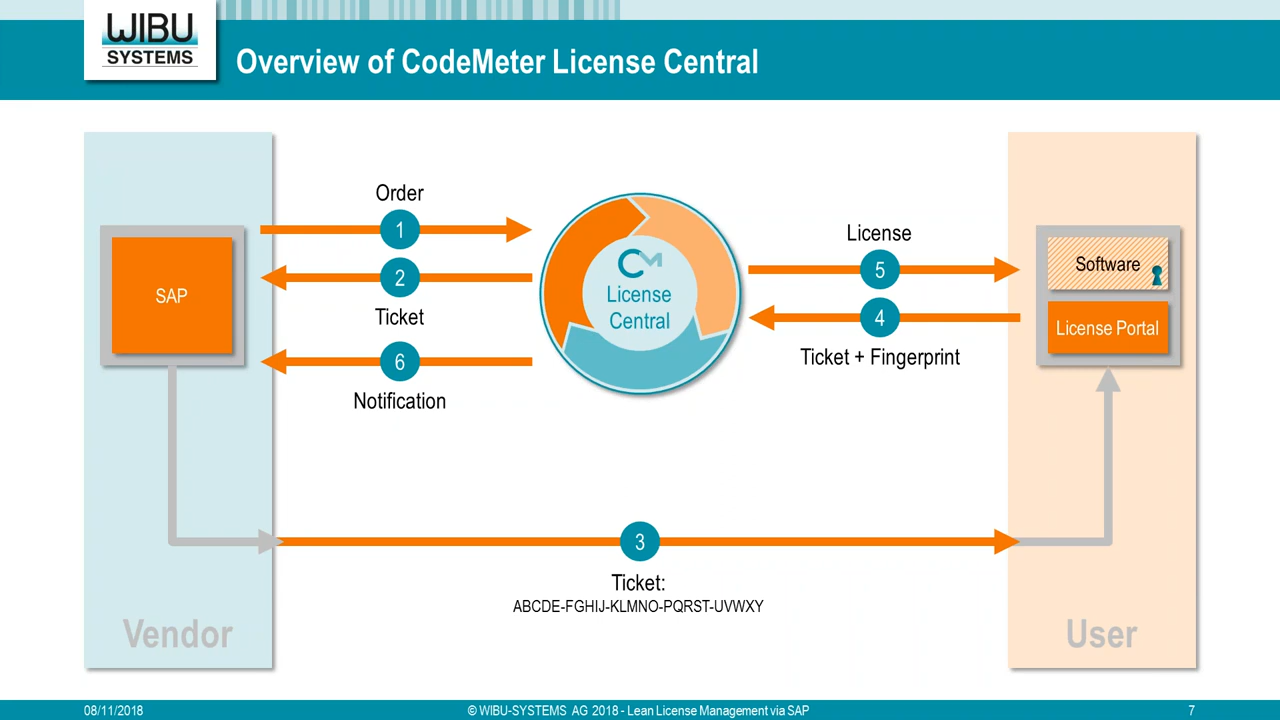 WIBU
SYSTEMS
Overview of CodeMeter License Central
Order
1
2
Ticket
6
Notification
SAP
CM
License
Central
License
5
4
Ticket + Fingerprint
Software
License Portal
3
Ticket:
ABCDE-FGHIJ-KLMNO-PQRST-UVWXY
Vendor
User
08/11/2018
© WIBU-SYSTEMS AG 2018 - Lean License Management via SAP
7